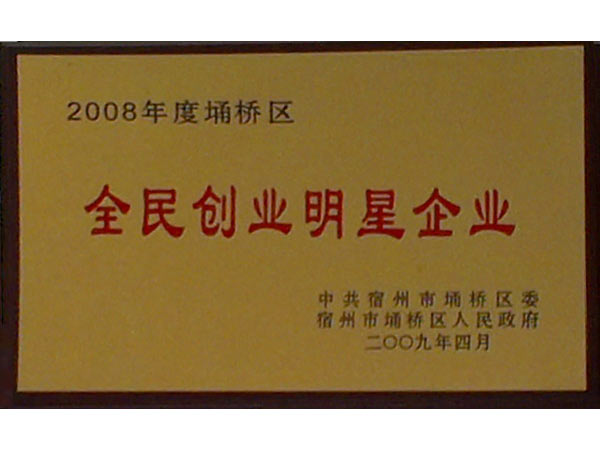 2008年度埇桥区
全民创业明星企业
中共宿州市埇桥区委
宿州市埇桥区人民政府
二〇〇九年四月